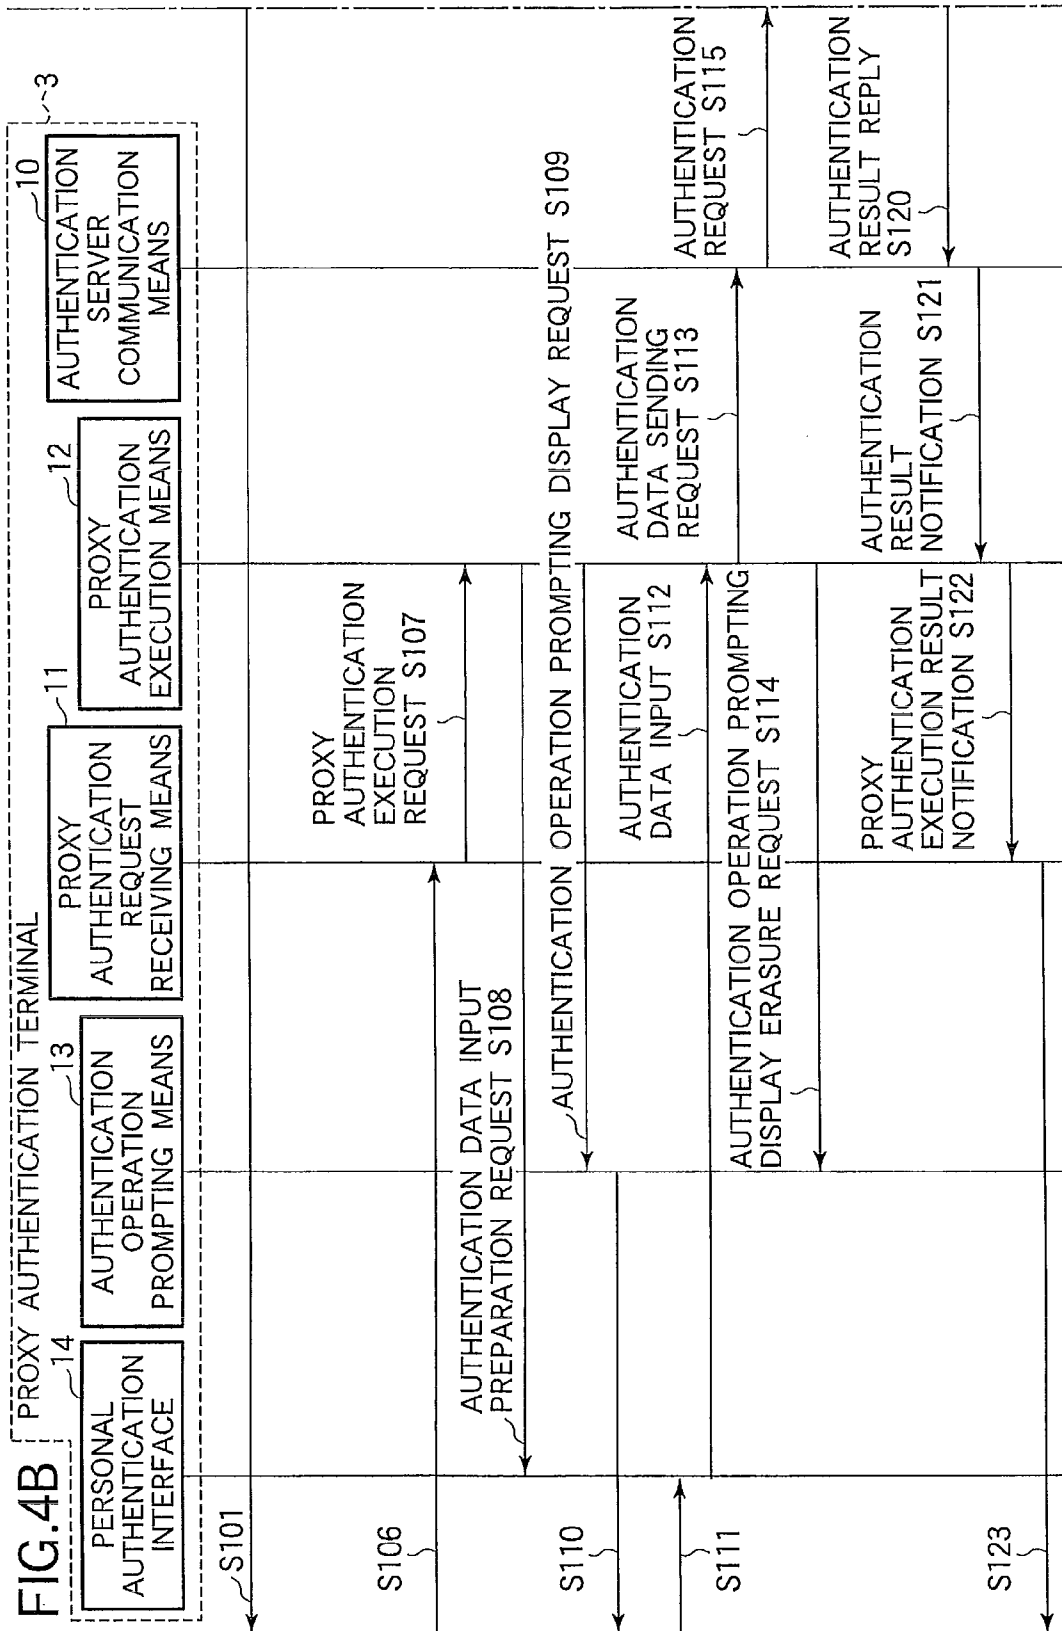 FIG.4B
PROXY AUTHENTICATION TERMINAL
3
14
PERSONAL
AUTHENTICATION
INTERFACE
13
AUTHENTICATION
OPERATION
PROMPTING MEANS
11
PROXY
AUTHENTICATION
REQUEST
RECEIVING MEANS
12
PROXY
AUTHENTICATION
EXECUTION MEANS
10
AUTHENTICATION
SERVER
COMMUNICATION
MEANS
S101
S106
PROXY
AUTHENTICATION
EXECUTION
REQUEST S107
AUTHENTICATION DATA INPUT
PREPARATION REQUEST S108
AUTHENTICATION OPERATION PROMPTING DISPLAY REQUEST S109
S110
S111
AUTHENTICATION
DATA INPUT S112
AUTHENTICATION
DATA SENDING
REQUEST S113
AUTHENTICATION OPERATION PROMPTING
DISPLAY ERASURE REQUEST S114
AUTHENTICATION
REQUEST S115
AUTHENTICATION
RESULT REPLY
S120
AUTHENTICATION
RESULT
NOTIFICATION S121
PROXY
AUTHENTICATION
EXECUTION RESULT
NOTIFICATION S122
S123